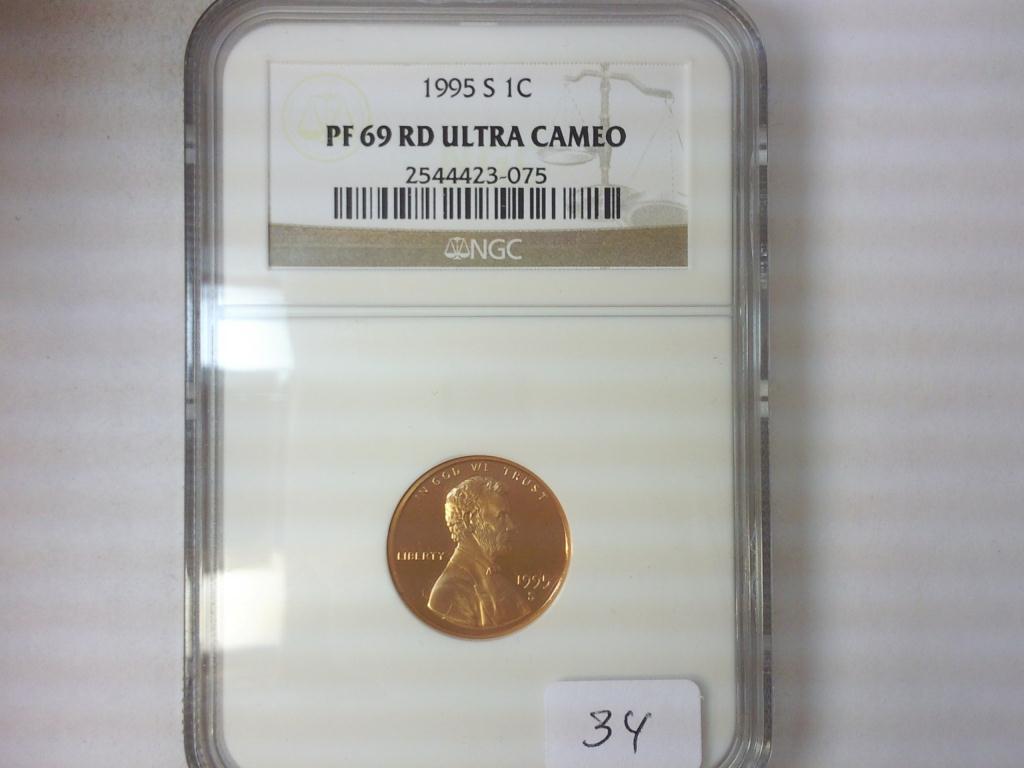 1995 S 1C
PF 69 RD ULTRA CAMEO
2544423-075
NGC
IN GOD WE TRUST
LIBERTY
1995
S
34